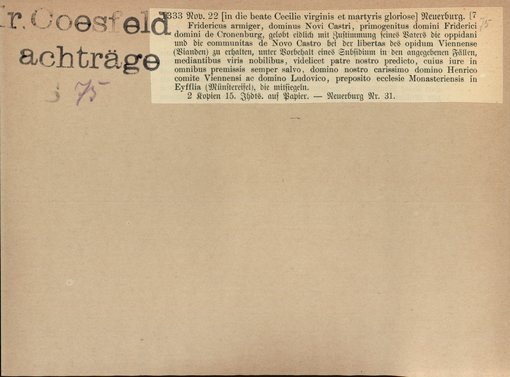 r. Coesfeld
achträge
75
333 Nov. 22 [in die beate Cecilie virginis et martyris gloriose] Neuerburg. [7
75
Fridericus armiger, dominus Novi Castri, primogenitus domini Friderici
domini de Cronenburg, gelobt eidlich mit Zustimmung seines Vaters die oppidani
und die communitas de Novo Castro bei der libertas des opidum Viennense
(Vianden) zu erhalten, unter Vorbehalt eines Subsidium in den angegebenen Fällen,
mediantibus viris nobilibus, videlicet patre nostro predicto, cuius iure in
omnibus premissis semper salvo, domino nostro carissimo domino Henrico
comite Viennensi ac domino Ludovico, preposito ecclesie Monasteriensis in
Eyfflia (Münstereifel), die mitsiegeln.
2 Kopien 15. Jhdts. auf Papier. — Neuerburg Nr. 31.